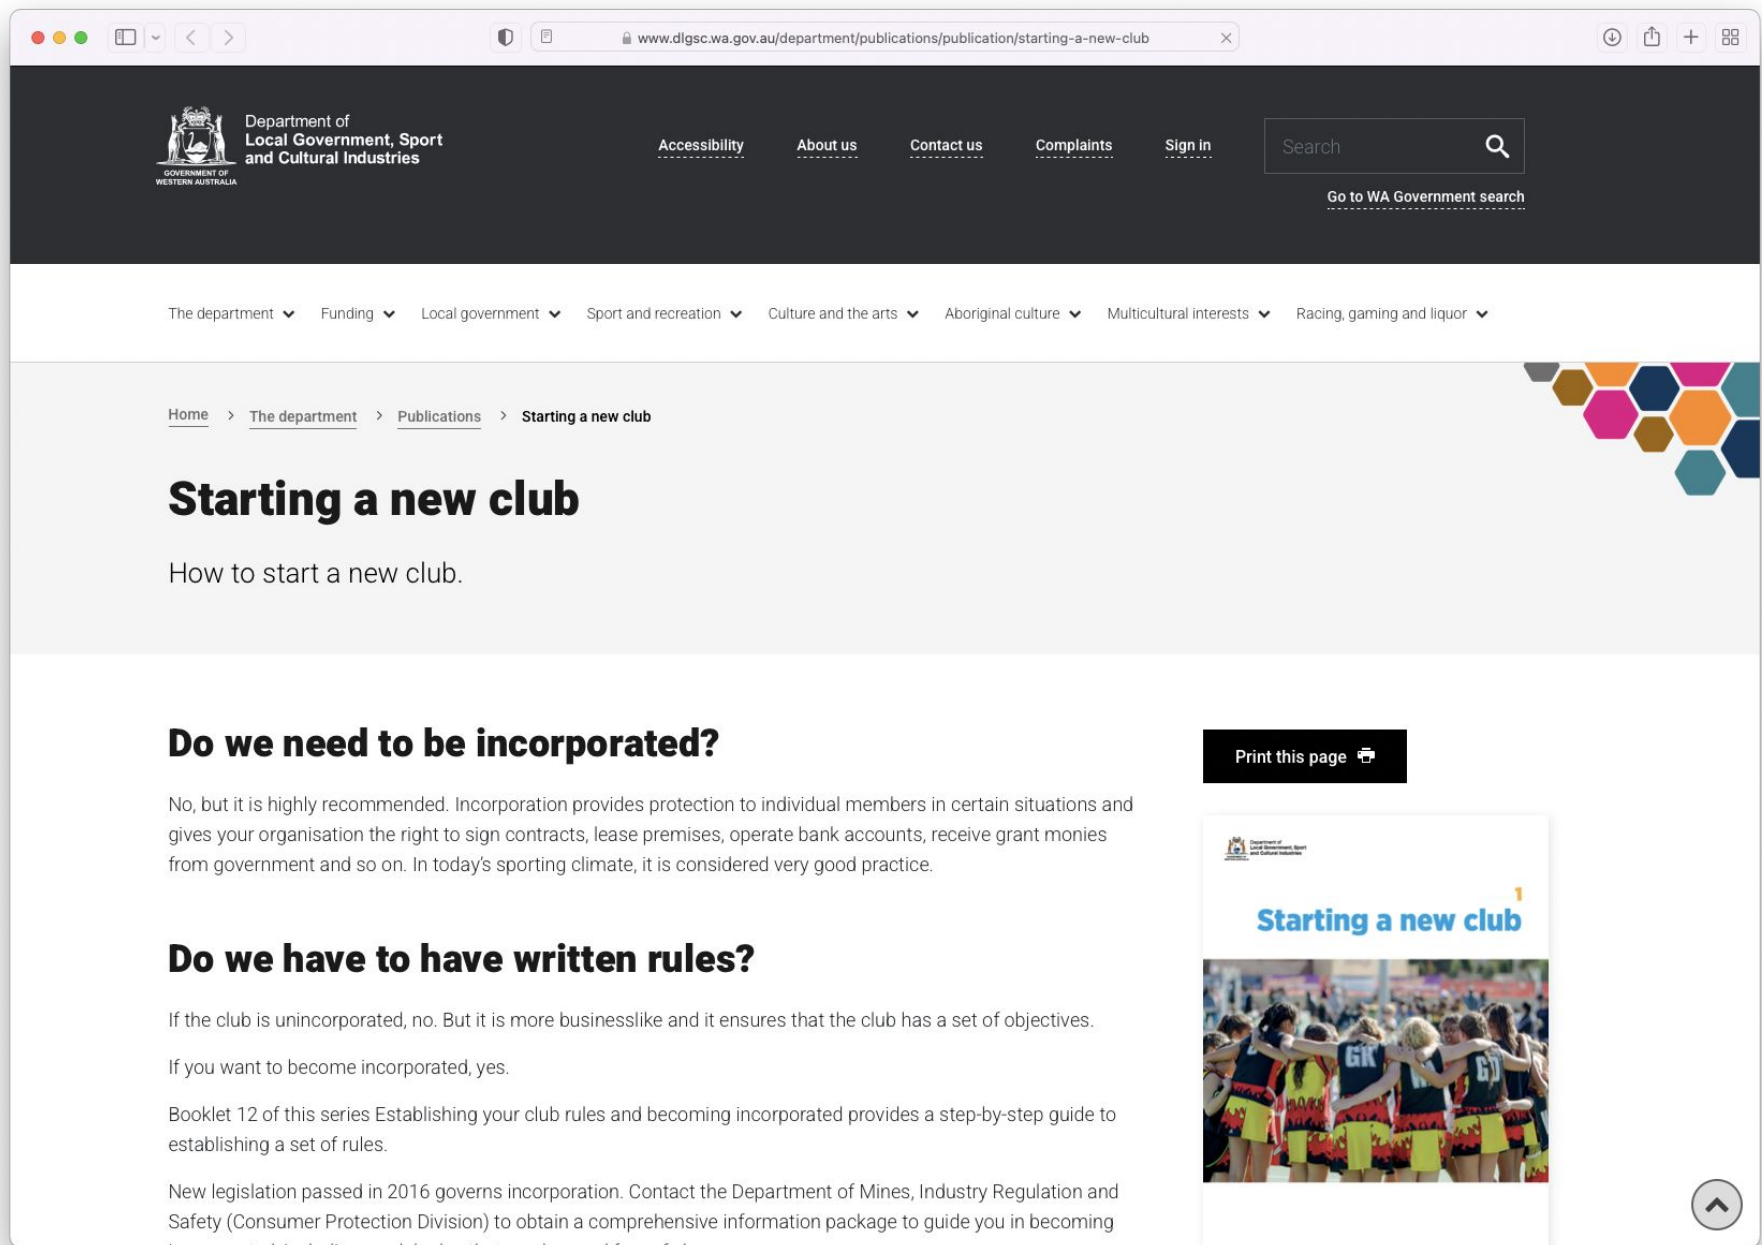 www.dlgsc.wa.gov.au/department/publications/publication/starting-a-new-club
Department of
Local Government, Sport
and Cultural Industries
GOVERNMENT OF
WESTERN AUSTRALIA
Accessibility
About us
Contact us
Complaints
Sign in
Search
Go to WA Government search
The department
Funding
Local government
Sport and recreation
Culture and the arts
Aboriginal culture
Multicultural interests
Racing, gaming and liquor
Home > The department > Publications > Starting a new club
Starting a new club
How to start a new club.
Do we need to be incorporated?
No, but it is highly recommended. Incorporation provides protection to individual members in certain situations and
gives your organisation the right to sign contracts, lease premises, operate bank accounts, receive grant monies
from government and so on. In today's sporting climate, it is considered very good practice.
Do we have to have written rules?
If the club is unincorporated, no. But it is more businesslike and it ensures that the club has a set of objectives.
If you want to become incorporated, yes.
Booklet 12 of this series Establishing your club rules and becoming incorporated provides a step-by-step guide to
establishing a set of rules.
New legislation passed in 2016 governs incorporation. Contact the Department of Mines, Industry Regulation and
Safety (Consumer Protection Division) to obtain a comprehensive information package to guide you in becoming
Print this page
Department of
Local Government, Sport
and Cultural Industries
1
Starting a new club
GK
GD